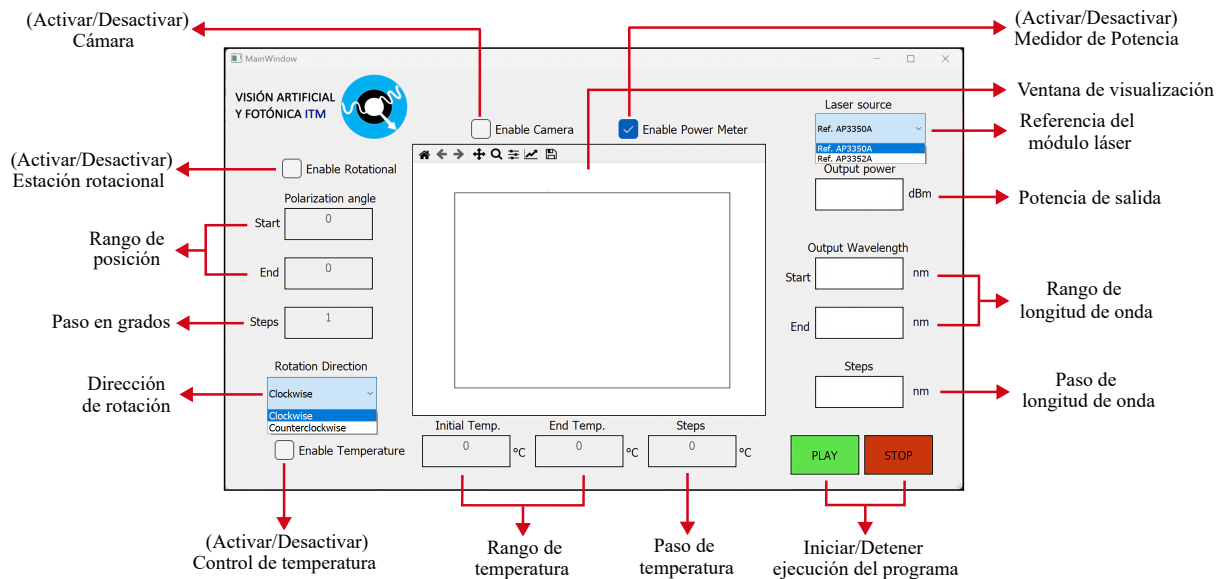 (Activar/Desactivar)
Cámara
(Activar/Desactivar)
Medidor de Potencia
MainWindow
VISIÓN ARTIFICIAL
Y FOTÓNICA ITM
Enable Camera
Enable Power Meter
Laser source
Ref. AP3350A
Ref. AP3350A
Ref. AP3352A
Ventana de visualización
Referencia del
módulo láser
(Activar/Desactivar)
Estación rotacional
Enable Rotational
Output power
dBm
Potencia de salida
Polarization angle
Start
0
End
0
Rango de
posición
Output Wavelength
Start
nm
End
nm
Rango de
longitud de onda
Paso en grados
Steps
1
Rotation Direction
Clockwise
Clockwise
Counterclockwise
Dirección
de rotación
Steps
nm
Paso de
longitud de onda
Enable Temperature
Initial Temp.
0
ºC
End Temp.
0
ºC
Steps
0
ºC
PLAY
STOP
(Activar/Desactivar)
Control de temperatura
Rango de
temperatura
Paso de
temperatura
Iniciar/Detener
ejecución del programa